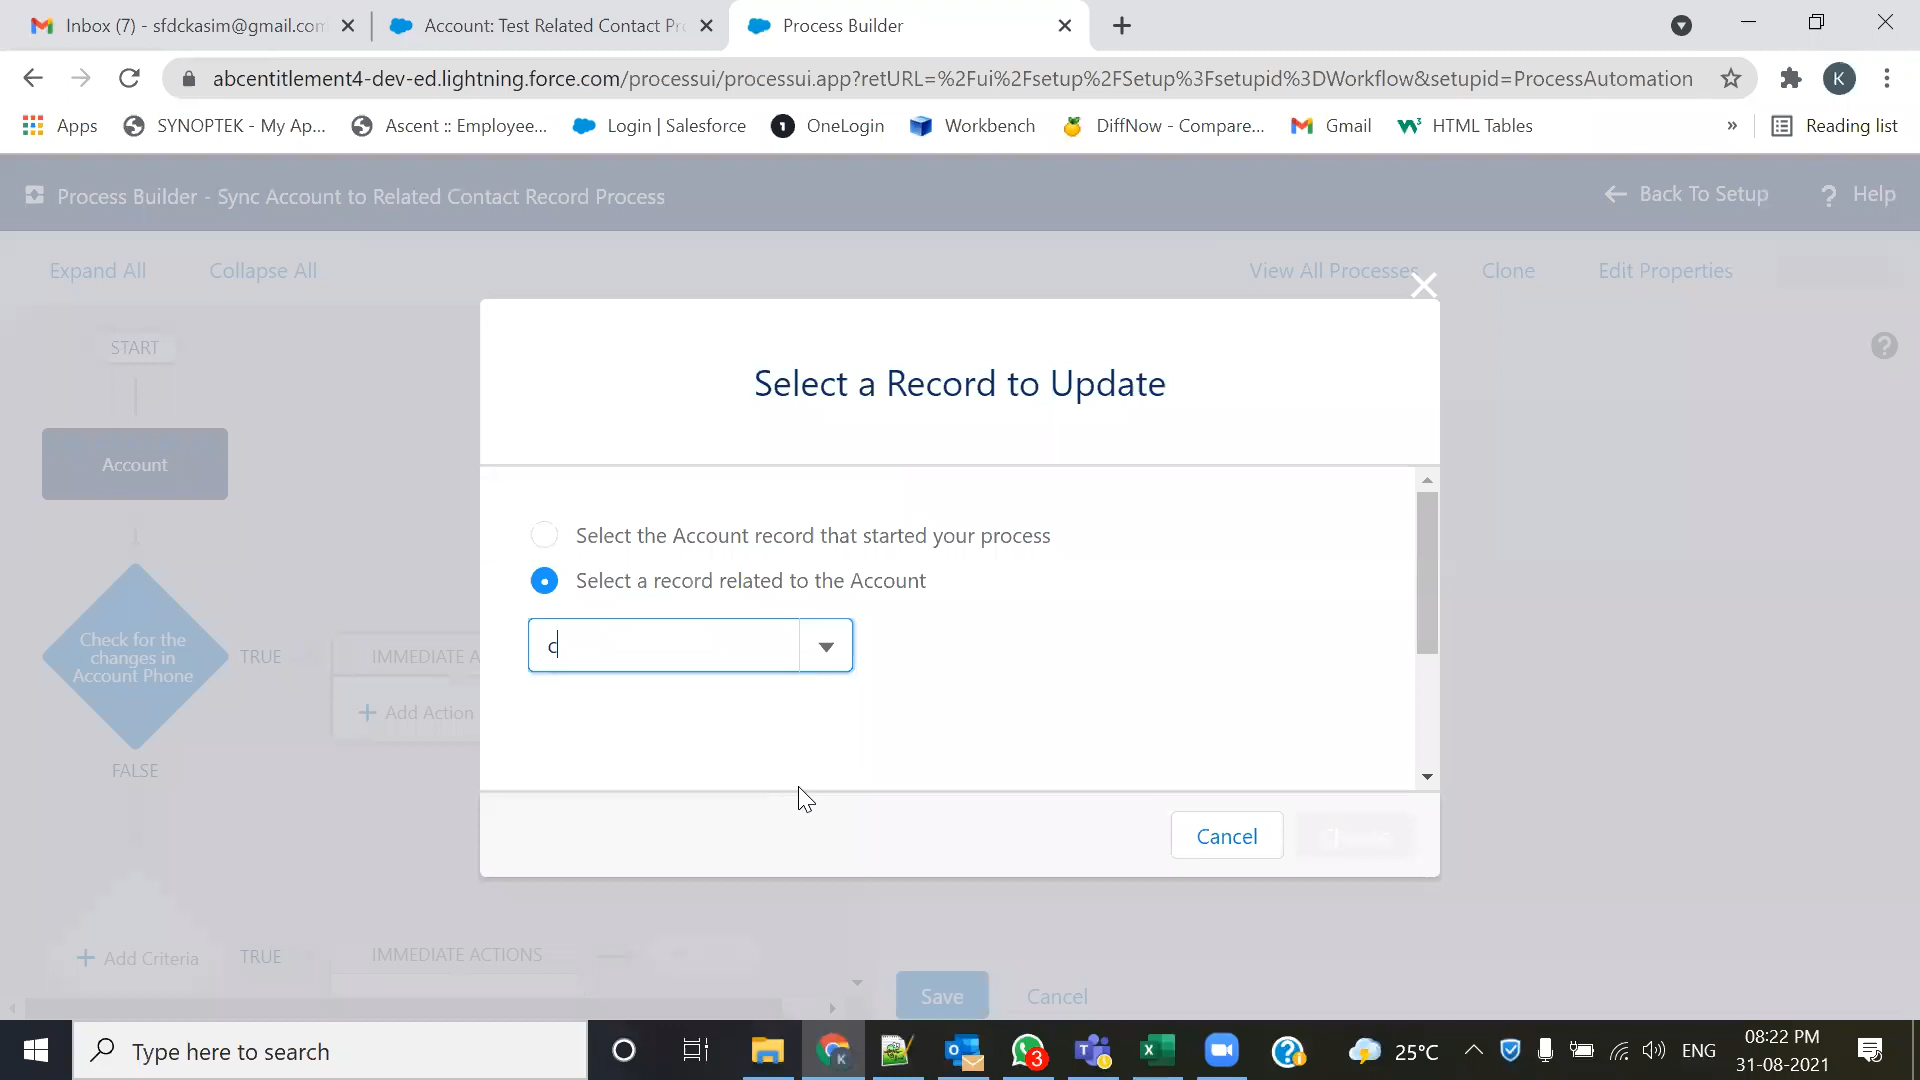 Inbox (7) - sfdckasim@gmail.com
Account: Test Related Contact Pr
Process Builder
abcentitlement4-dev-ed.lightning.force.com/processui/processui.app?retURL=%2Fui%2Fsetup%2FSetup%3Fsetupid%3DWorkflow&setupid=ProcessAutomation
K
Apps
SYNOPTEK - My Ap...
Ascent :: Employee...
Login | Salesforce
OneLogin
Workbench
DiffNow - Compare...
Gmail
HTML Tables
»
Reading list
Process Builder - Sync Account to Related Contact Record Process
Back To Setup
? Help
Expand All
Collapse All
View All Processes
Clone
Edit Properties
START
Account
Check for the
changes in
Account Phone
TRUE
IMMEDIATE A
+ Add Action
FALSE
+ Add Criteria
TRUE
IMMEDIATE ACTIONS
Save
Cancel
Select a Record to Update
Select the Account record that started your process
Select a record related to the Account
c
Cancel
Type here to search
3
25°C
ENG
08:22 PM
31-08-2021